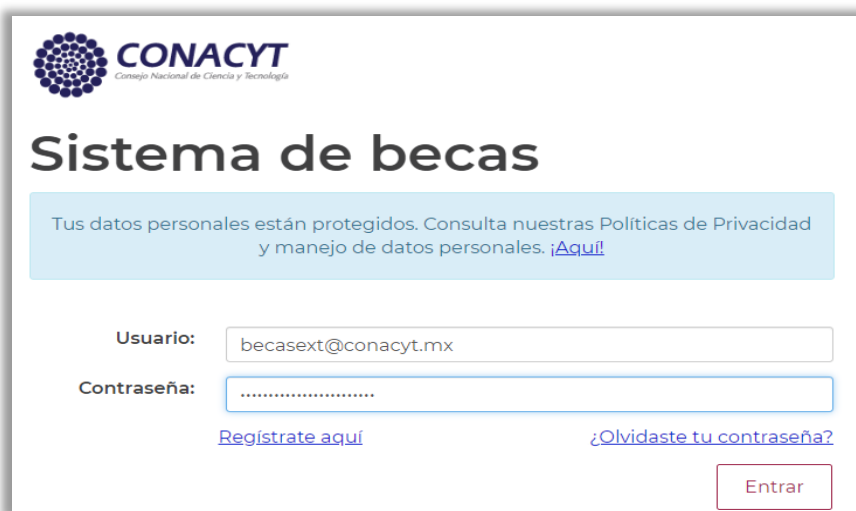 CONACYT
Consejo Nacional de Ciencia y Tecnología
Sistema de becas
Tus datos personales están protegidos. Consulta nuestras Políticas de Privacidad
y manejo de datos personales. ¡Aquí!
Usuario:
becasext@conacyt.mx
Contraseña:
........................
Regístrate aquí
¿Olvidaste tu contraseña?
Entrar